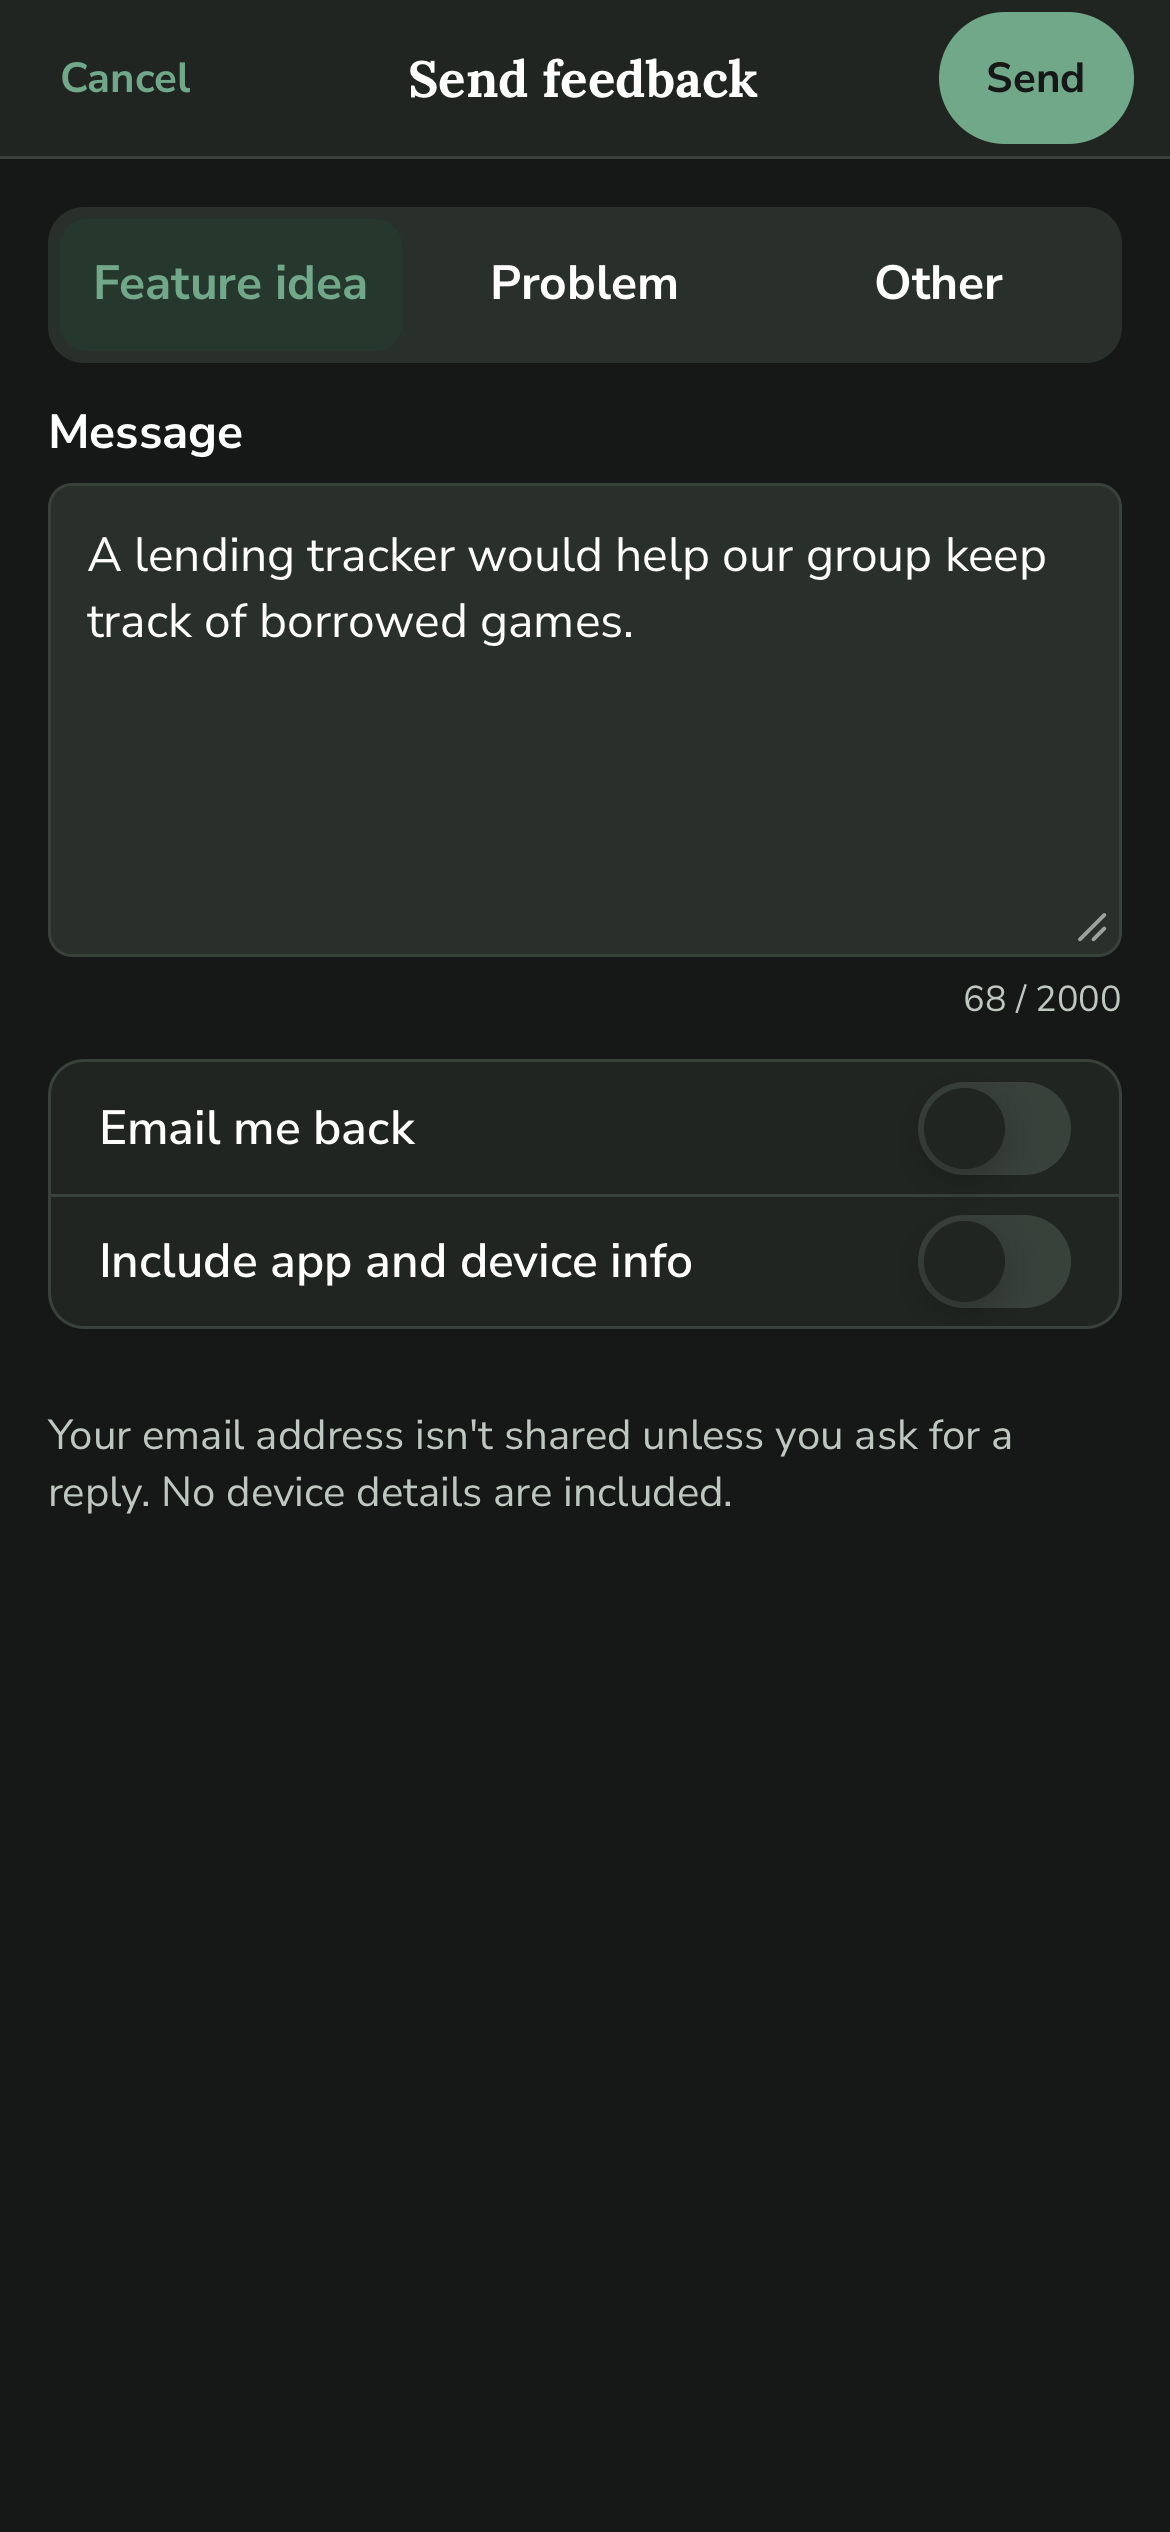 Cancel
Send feedback
Send
Feature idea
Problem
Other
Message
A lending tracker would help our group keep
track of borrowed games.
68 / 2000
Email me back
Include app and device info
Your email address isn't shared unless you ask for a
reply. No device details are included.